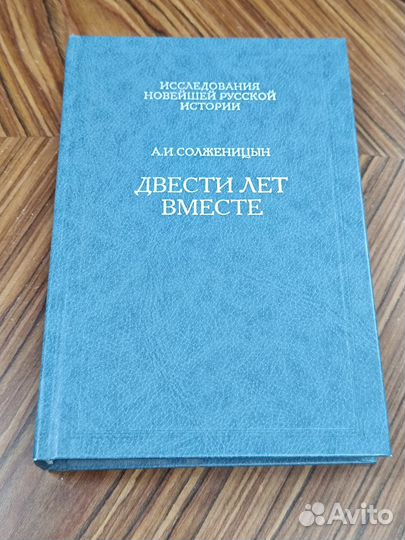 ИССЛЕДОВАНИЯ
НОВЕЙШЕЙ РУССКОЙ
ИСТОРИИ
А.И.СОЛЖЕНИЦЫН
ДВЕСТИ ЛЕТ
ВМЕСТЕ
Avito